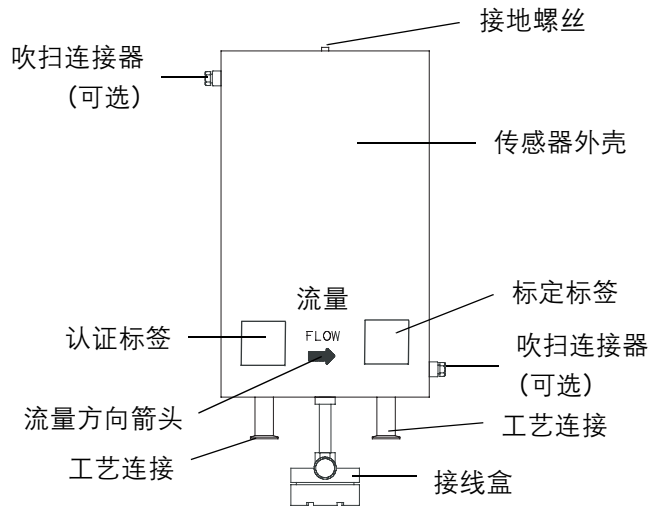 接地螺丝
吹扫连接器
(可选)
传感器外壳
流量
标定标签
认证标签
FLOW
吹扫连接器
(可选)
流量方向箭头
工艺连接
工艺连接
接线盒